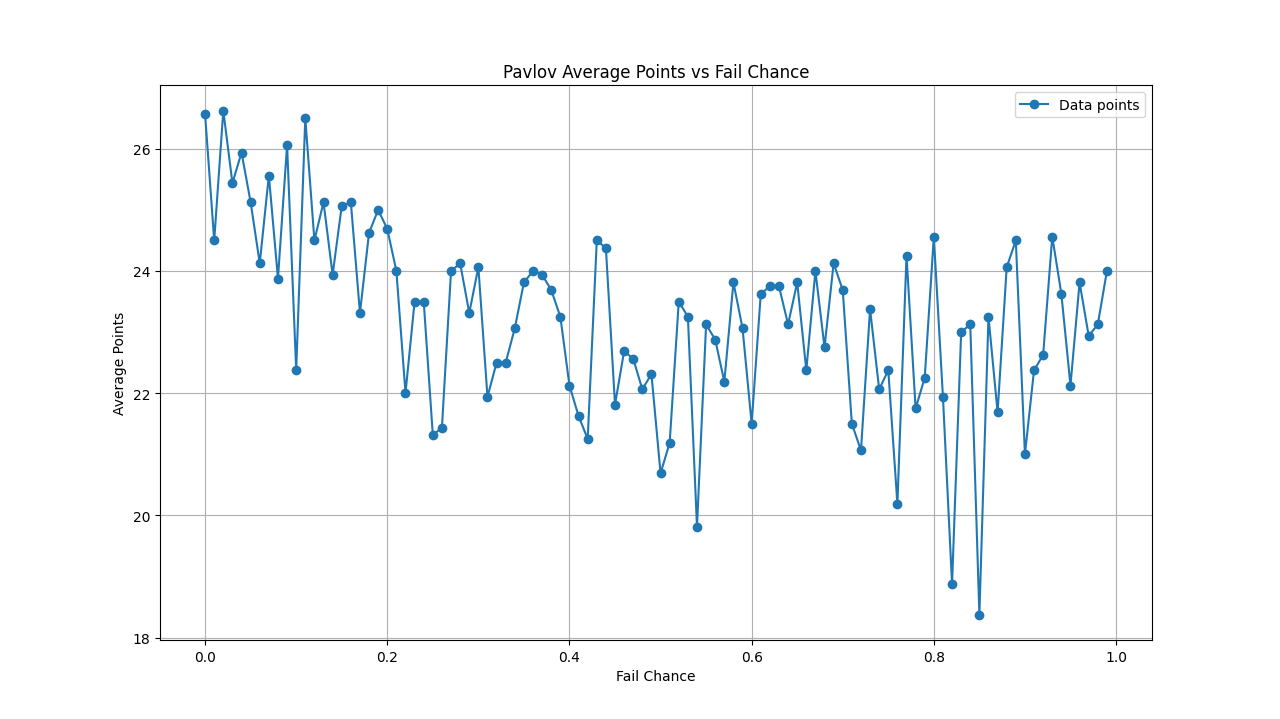 Pavlov Average Points vs Fail Chance
Data points
Average Points
26
24
22
20
18
0.0 0.2 0.4 0.6 0.8 1.0
Fail Chance